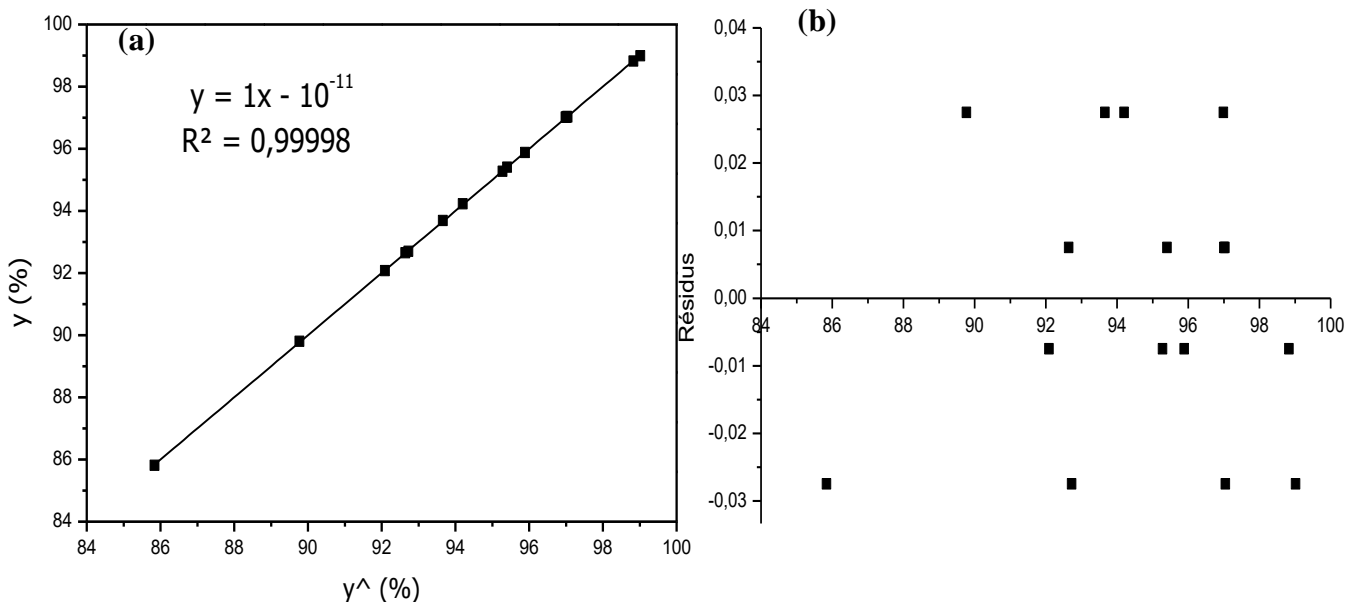 (a)
y = 1x - 10⁻¹¹
R² = 0,99998
100
98
96
94
92
90
88
86
84
y (%)
84 86 88 90 92 94 96 98 100
y^ (%)
(b)
0,04
0,03
0,02
0,01
0,00
-0,01
-0,02
-0,03
Résidus
84 86 88 90 92 94 96 98 100